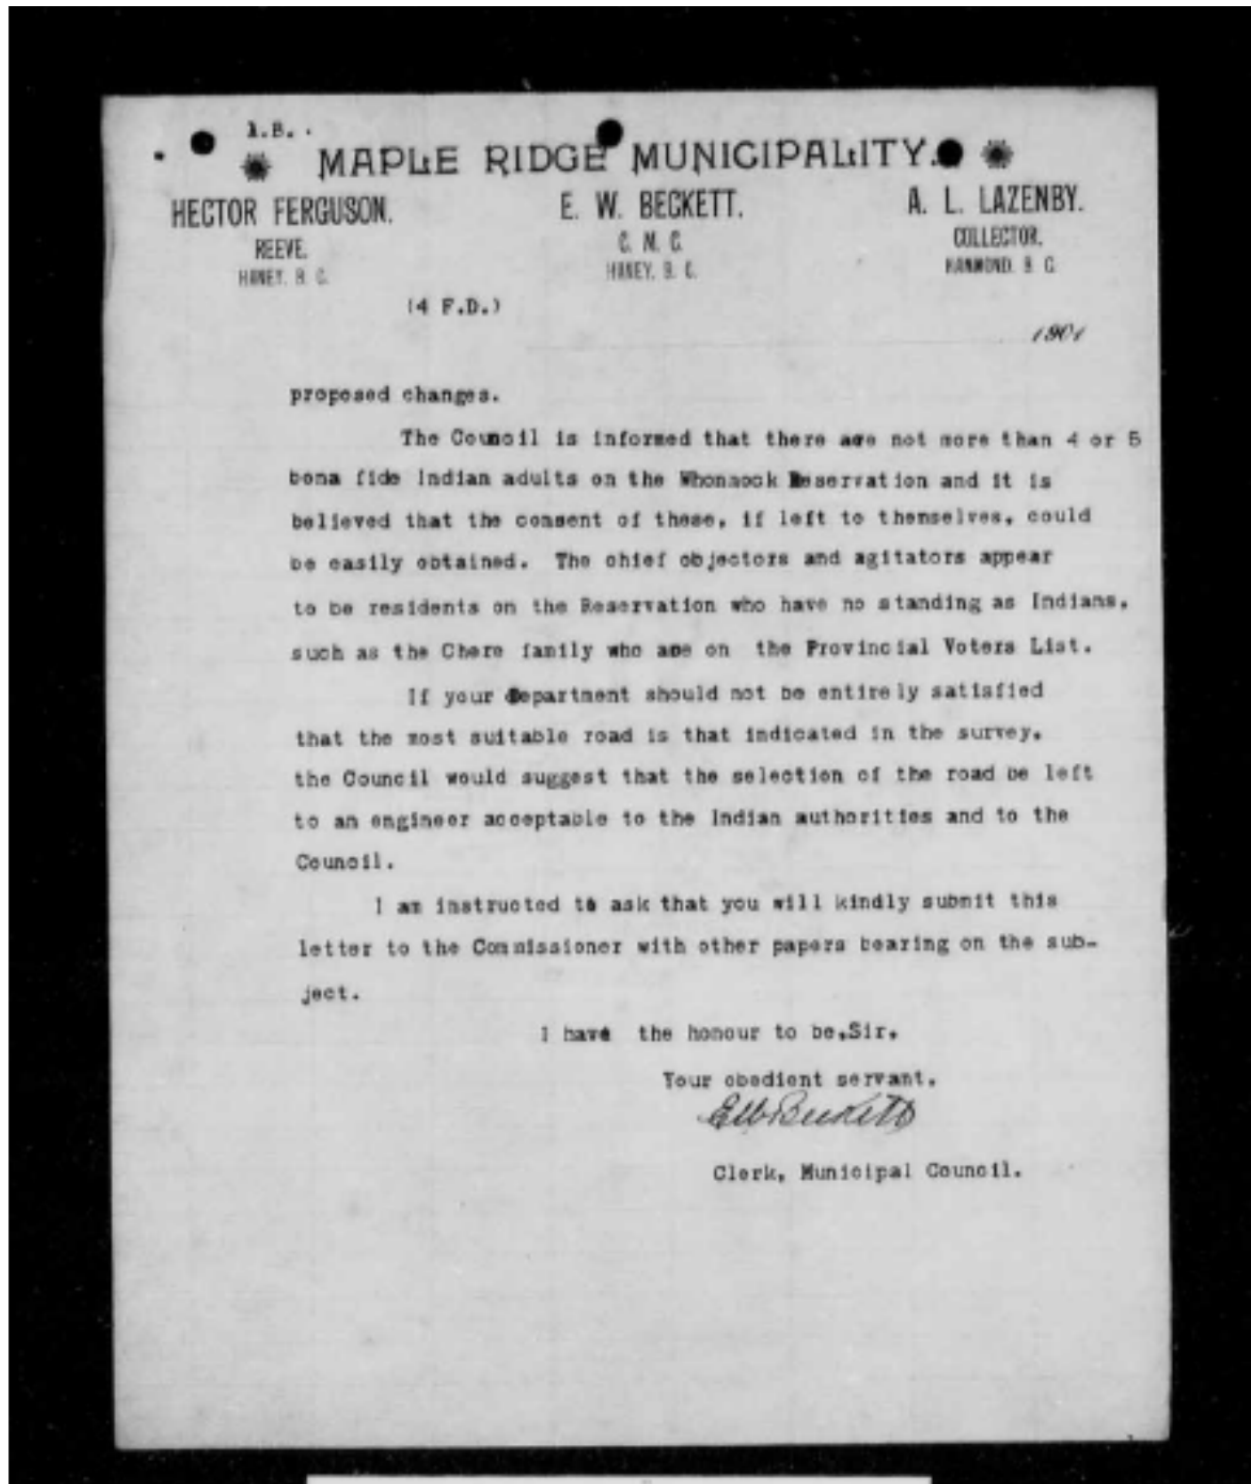 I.B.
MAPLE RIDGE MUNICIPALITY.
HECTOR FERGUSON. E. W. BECKETT. A. L. LAZENBY.
REEVE. C. M. C. COLLECTOR.
HANEY. B. C. HANEY. B. C. HAMMOND. B. C.
(4 F.D.)
1901
proposed changes.
The Council is informed that there are not more than 4 or 5
bona fide Indian adults on the Whonnock Reservation and it is
believed that the consent of these, if left to themselves, could
be easily obtained. The chief objectors and agitators appear
to be residents on the Reservation who have no standing as Indians,
such as the Chere family who are on the Provincial Voters List.
If your department should not be entirely satisfied
that the most suitable road is that indicated in the survey,
the Council would suggest that the selection of the road be left
to an engineer acceptable to the Indian authorities and to the
Council.
I am instructed to ask that you will kindly submit this
letter to the Commissioner with other papers bearing on the sub-
ject.
I have the honour to be,Sir,
Your obedient servant,
EWBeckett
Clerk, Municipal Council.